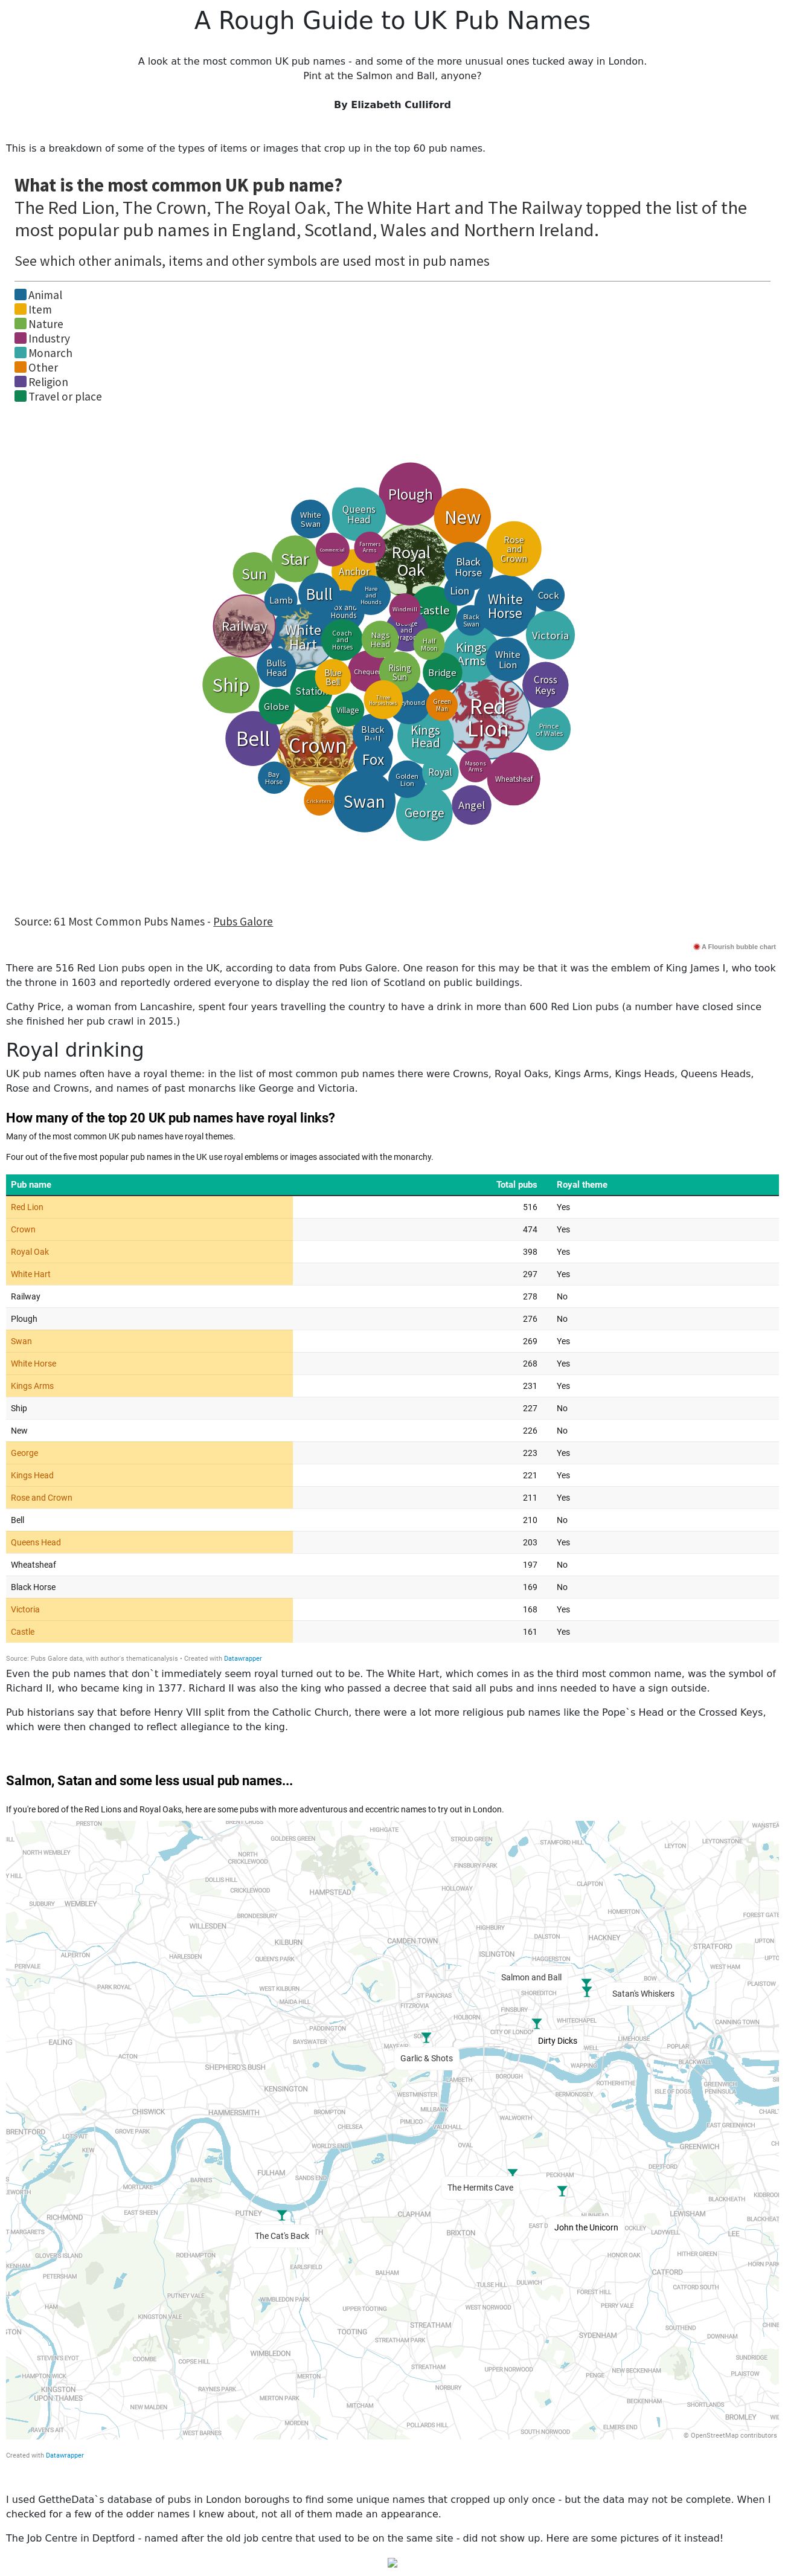 A Rough Guide to UK Pub Names
A look at the most common UK pub names - and some of the more unusual ones tucked away in London.
Pint at the Salmon and Ball, anyone?
By Elizabeth Culliford
This is a breakdown of some of the types of items or images that crop up in the top 60 pub names.
What is the most common UK pub name?
The Red Lion, The Crown, The Royal Oak, The White Hart and The Railway topped the list of the
most popular pub names in England, Scotland, Wales and Northern Ireland.
See which other animals, items and other symbols are used most in pub names
Animal
Item
Nature
Industry
Monarch
Other
Religion
Travel or place
Plough
Queens
Head
White
Swan
New
Rose
and
Crown
Commercial
Farmers
Arms
Royal
Oak
Star
Anchor
Black
Horse
Sun
Bull
Hare
and
Hounds
Lion
Cock
Lamb
White
Horse
Windmill
Castle
Black
Swan
Railway
White
Hart
Coach
and
Horses
Nags
Head
Half
Moon
Kings
Arms
Victoria
White
Lion
Bulls
Head
Chequers
Rising
Sun
Bridge
Blue
Bell
Cross
Keys
Ship
Station
Three
Horseshoes
Green
Man
Globe
Village
Red
Lion
Prince
of Wales
Bell
Crown
Black
Bull
Kings
Head
Fox
Masons
Arms
Bay
Horse
Golden
Lion
Royal
Wheatsheaf
Cricketers
Swan
George
Angel
Source: 61 Most Common Pubs Names - Pubs Galore
A Flourish bubble chart
There are 516 Red Lion pubs open in the UK, according to data from Pubs Galore. One reason for this may be that it was the emblem of King James I, who took
the throne in 1603 and reportedly ordered everyone to display the red lion of Scotland on public buildings.
Cathy Price, a woman from Lancashire, spent four years travelling the country to have a drink in more than 600 Red Lion pubs (a number have closed since
she finished her pub crawl in 2015.)
Royal drinking
UK pub names often have a royal theme: in the list of most common pub names there were Crowns, Royal Oaks, Kings Arms, Kings Heads, Queens Heads,
Rose and Crowns, and names of past monarchs like George and Victoria.
How many of the top 20 UK pub names have royal links?
Many of the most common UK pub names have royal themes.
Four out of the five most popular pub names in the UK use royal emblems or images associated with the monarchy.
Pub name Total pubs Royal theme
Red Lion 516 Yes
Crown 474 Yes
Royal Oak 398 Yes
White Hart 297 Yes
Railway 278 No
Plough 276 No
Swan 269 Yes
White Horse 268 Yes
Kings Arms 231 Yes
Ship 227 No
New 226 No
George 223 Yes
Kings Head 221 Yes
Rose and Crown 211 Yes
Bell 210 No
Queens Head 203 Yes
Wheatsheaf 197 No
Black Horse 169 No
Victoria 168 Yes
Castle 161 Yes
Source: Pubs Galore data, with author's thematicanalysis • Created with Datawrapper
Even the pub names that don`t immediately seem royal turned out to be. The White Hart, which comes in as the third most common name, was the symbol of
Richard II, who became king in 1377. Richard II was also the king who passed a decree that said all pubs and inns needed to have a sign outside.
Pub historians say that before Henry VIII split from the Catholic Church, there were a lot more religious pub names like the Pope`s Head or the Crossed Keys,
which were then changed to reflect allegiance to the king.
Salmon, Satan and some less usual pub names...
If you're bored of the Red Lions and Royal Oaks, here are some pubs with more adventurous and eccentric names to try out in London.
PRESTON
HIGHGATE
GOLDERS GREEN
STROUD GREEN
STAMFORD HILL
LEYTON
LEYTONSTONE
NORTH WEMBLEY
NORTH
CRICKLEWOOD
FINSBURY PARK
DOLLIS HILL
CRICKLEWOOD
HAMPSTEAD
HOLLOWAY
CLAPTON
SUDBURY
WEMBLEY
HOMERTON
BRONDESBURY
WILLESDEN
HIGHBURY
KILBURN
CAMDEN TOWN
DALSTON
HACKNEY
STRATFORD
UPTON
ALPERTON
HARLESDEN
QUEEN'S PARK
ISLINGTON
HAGGERSTON
PERIVALE
WEST HAM
Salmon and Ball
BOW
PLAISTOW
PARK ROYAL
WEST KILBURN
ST PANCRAS
SHOREDITCH
Satan's Whiskers
MAIDA HILL
FITZROVIA
FINSBURY
HOLBORN
WHITECHAPEL
CANNING TOWN
PADDINGTON
CITY OF LONDON
LIMEHOUSE
EALING
BAYSWATER
Dirty Dicks
POPLAR
ACTON
Garlic & Shots
SHEPHERD'S BUSH
WAPPING
BLACKWALL
BOROUGH
ROTHERHITHE
KENSINGTON
WESTMINSTER
BERMONDSEY
ISLE OF DOGS
GREENWICH
PENINSULA
CHISWICK
HAMMERSMITH
BROMPTON
MILLBANK
PIMLICO
WALWORTH
CHELSEA
VAUXHALL
EAST GREENWICH
BRENTFORD
GROVE PARK
KEW
WORLD'S END
OVAL
GREENWICH
DEPTFORD
FULHAM
SANDS END
The Hermits Cave
PECKHAM
BARNES
MORTLAKE
BLACKHEATH
RICHMOND
EAST SHEEN
PUTNEY
CLAPHAM
John the Unicorn
LEWISHAM
The Cat's Back
BRIXTON
LADYWELL
LEE
ROEHAMPTON
HONOR OAK
HITHER GREEN
PETERSHAM
EARLSFIELD
BALHAM
CATFORD
TULSE HILL
DULWICH
CATFORD SOUTH
PUTNEY VALE
WIMBLEDON PARK
FOREST HILL
HAM
UPPER TOOTING
WEST NORWOOD
PERRY VALE
KINGSTON VALE
STREATHAM
SOUTHEND
TOOTING
STREATHAM PARK
SYDENHAM
DOWNHAM
WIMBLEDON
COOMBE
COPSE HILL
STREATHAM
UPPER NORWOOD
NEW BECKENHAM
SUNDRIDGE
PLAISTOW
HAMPTON WICK
MERTON
PENGE
KINGSTON
UPON THAMES
RAYNES PARK
NORBURY
MERTON PARK
BECKENHAM
SHORTLANDS
NEW MALDEN
MITCHAM
BROMLEY
MORDEN
POLLARDS HILL
ELMERS END
WEST BARNES
SOUTH NORWOOD
RAVEN'S AIT
© OpenStreetMap contributors
Created with Datawrapper
I used GettheData`s database of pubs in London boroughs to find some unique names that cropped up only once - but the data may not be complete. When I
checked for a few of the odder names I knew about, not all of them made an appearance.
The Job Centre in Deptford - named after the old job centre that used to be on the same site - did not show up. Here are some pictures of it instead!